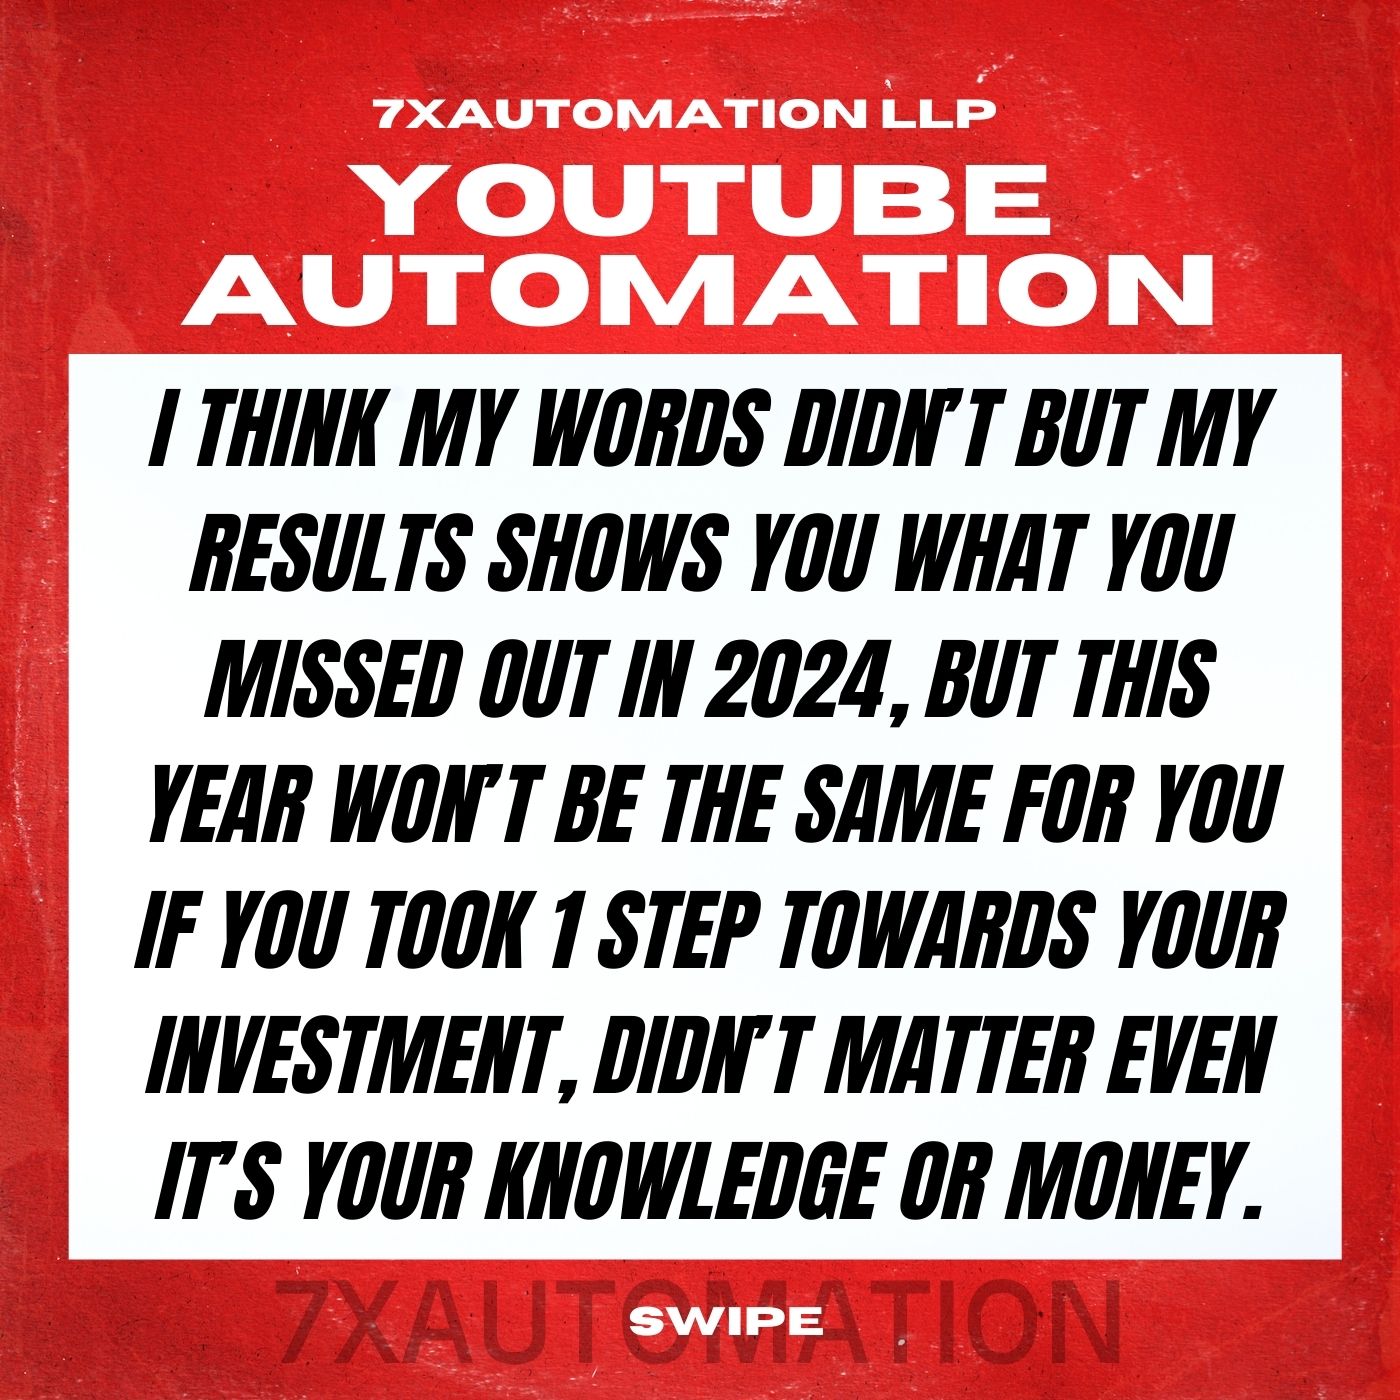 7XAUTOMATION LLP
YOUTUBE
AUTOMATION
I THINK MY WORDS DIDN'T BUT MY
RESULTS SHOWS YOU WHAT YOU
MISSED OUT IN 2024, BUT THIS
YEAR WON'T BE THE SAME FOR YOU
IF YOU TOOK 1 STEP TOWARDS YOUR
INVESTMENT, DIDN'T MATTER EVEN
IT'S YOUR KNOWLEDGE OR MONEY.
7XAUTOMATION
SWIPE